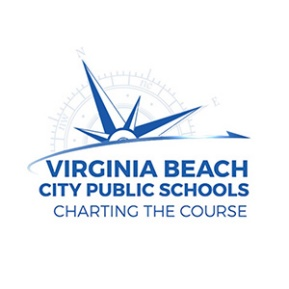 VIRGINIA BEACH
CITY PUBLIC SCHOOLS
CHARTING THE COURSE